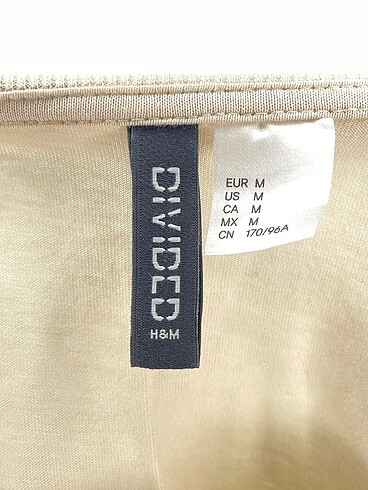 DIVIDED
H&M
EUR M
US M
CA M
MX M
CN 170/96A